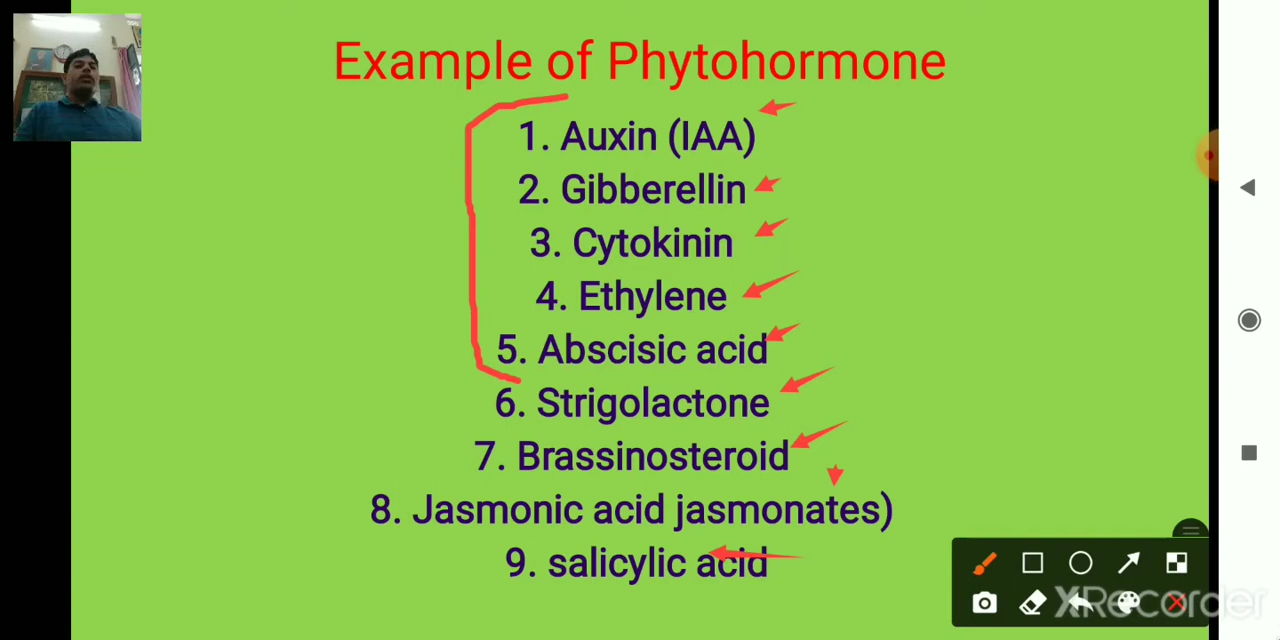 Example of Phytohormone
1. Auxin (IAA)
2. Gibberellin
3. Cytokinin
4. Ethylene
5. Abscisic acid
6. Strigolactone
7. Brassinosteroid
8. Jasmonic acid jasmonates)
9. salicylic acid
XRecorder